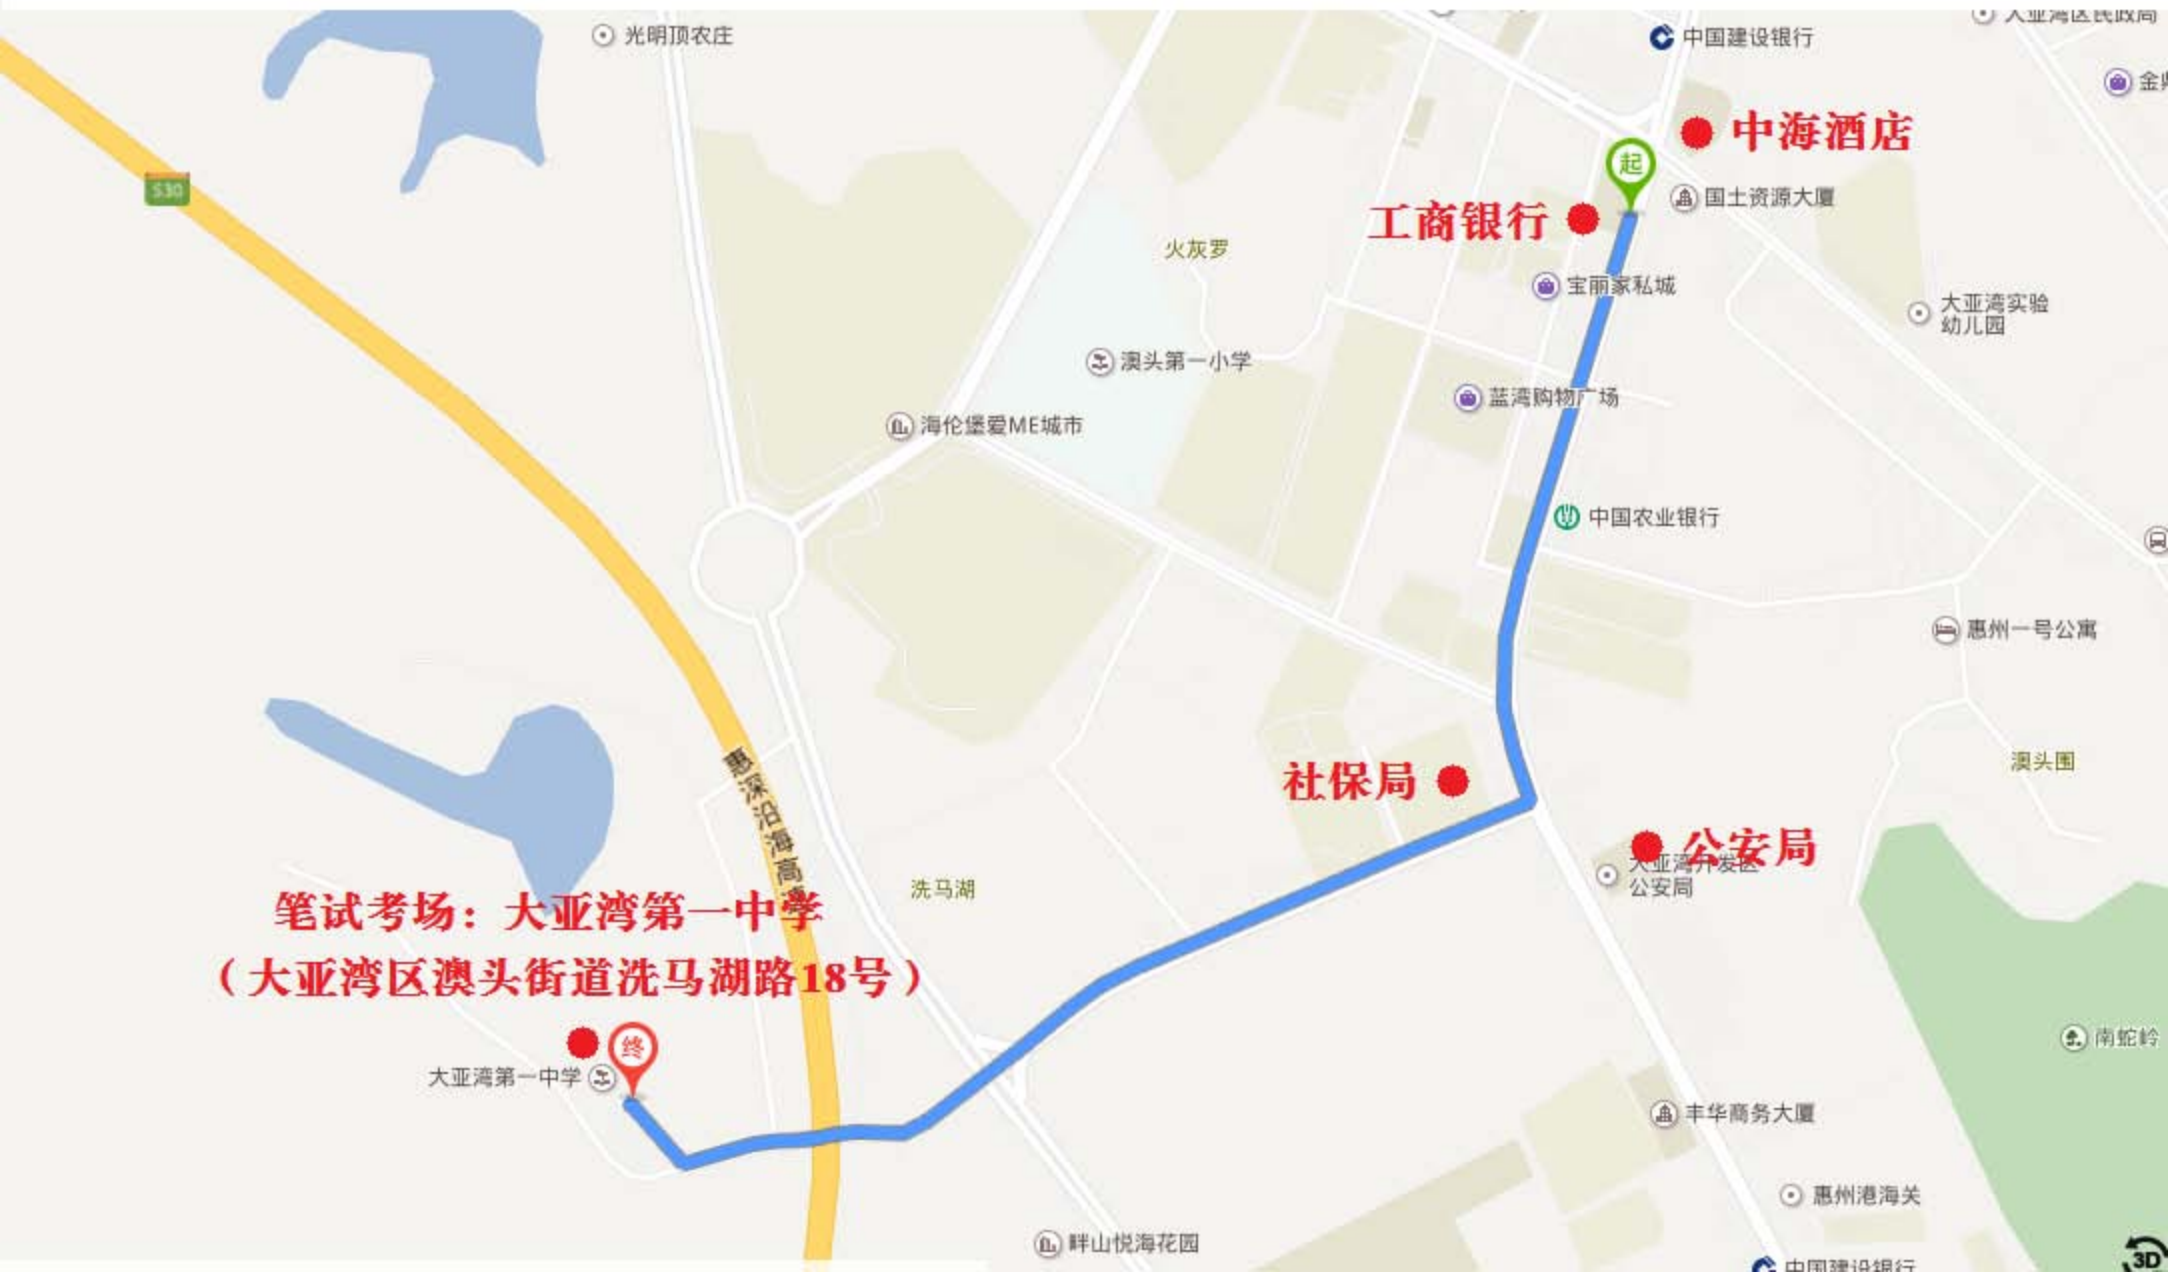 光明顶农庄
中国建设银行
大亚湾区民政局
中海酒店
起
S30
国土资源大厦
工商银行
火灰罗
宝丽家私城
大亚湾实验
幼儿园
澳头第一小学
蓝湾购物广场
海伦堡爱ME城市
中国农业银行
惠州一号公寓
惠深沿海高速
澳头围
社保局
公安局
大亚湾开发区
公安局
洗马湖
笔试考场：大亚湾第一中学
（大亚湾区澳头街道洗马湖路18号）
终
大亚湾第一中学
南蛇岭
丰华商务大厦
惠州港海关
畔山悦海花园
3D
中国建设银行